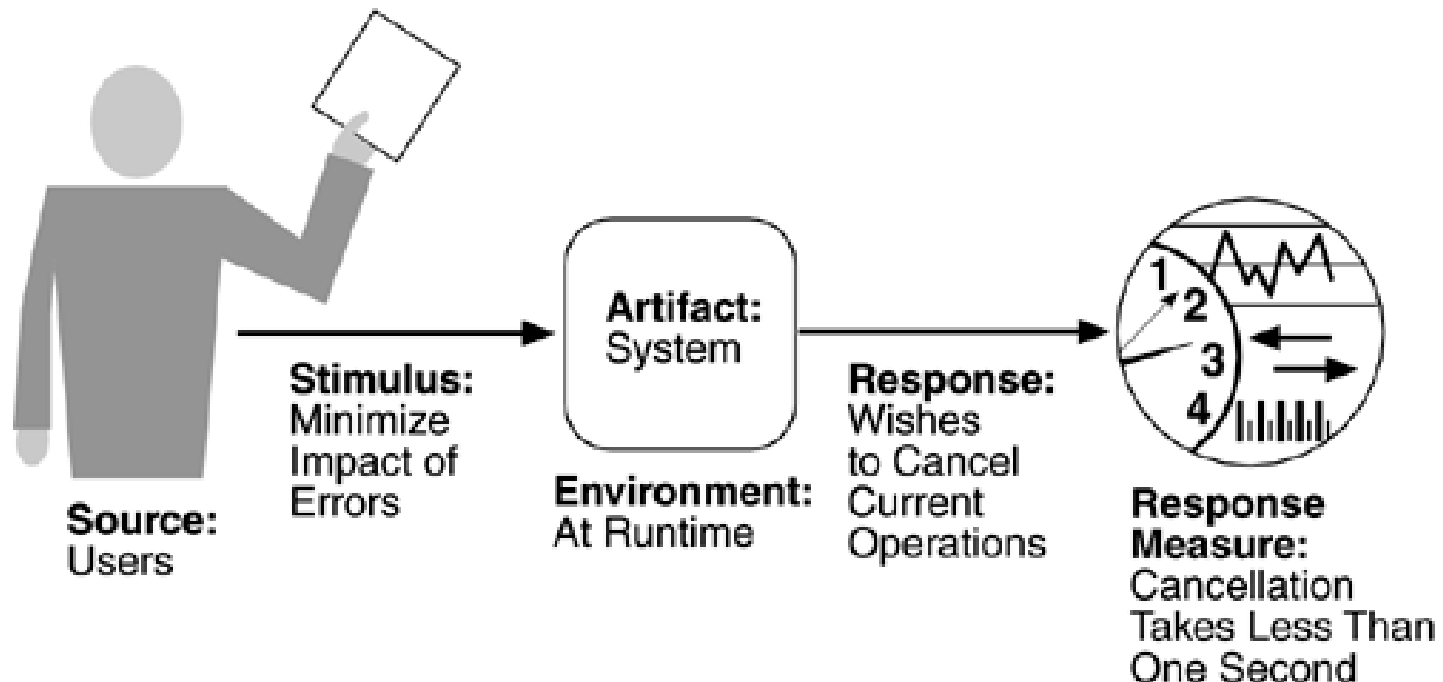 Source:
Users
Stimulus:
Minimize
Impact of
Errors
Artifact:
System
Environment:
At Runtime
Response:
Wishes
to Cancel
Current
Operations
1
2
3
4
Response
Measure:
Cancellation
Takes Less Than
One Second